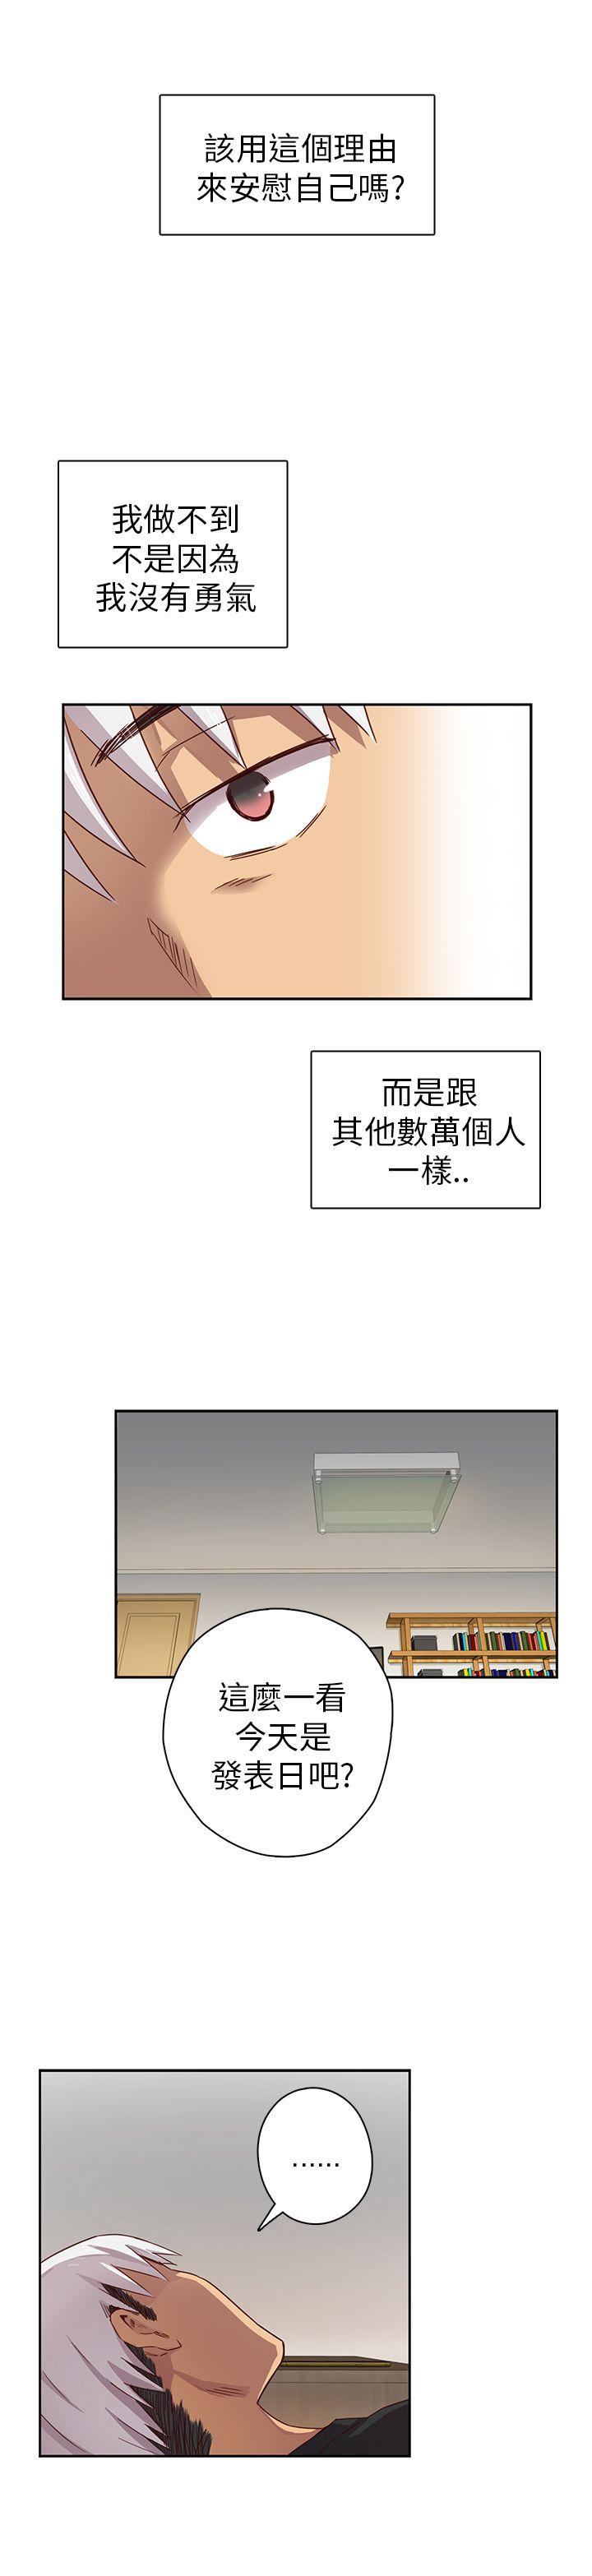 該用這個理由
來安慰自己嗎?
我做不到
不是因為
我沒有勇氣
而是跟
其他數萬個人
一樣..
這麼一看
今天是
發表日吧?
......